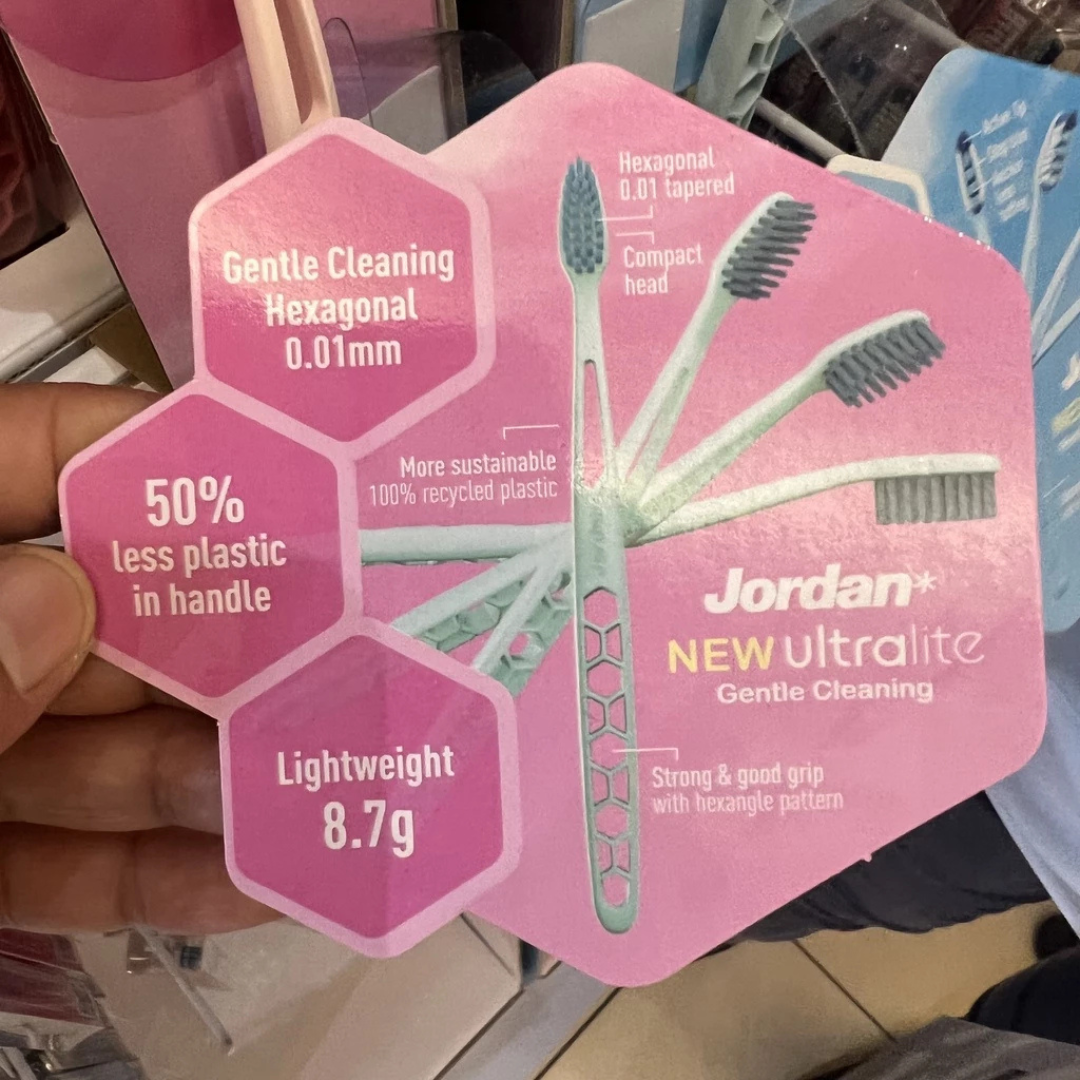 Gentle Cleaning
Hexagonal
0.01mm
50%
less plastic
in handle
Lightweight
8.7g
Hexagonal
0.01 tapered
Compact
head
More sustainable
100% recycled plastic
Jordan*
NEW ultralite
Gentle Cleaning
Strong & good grip
with hexangle pattern